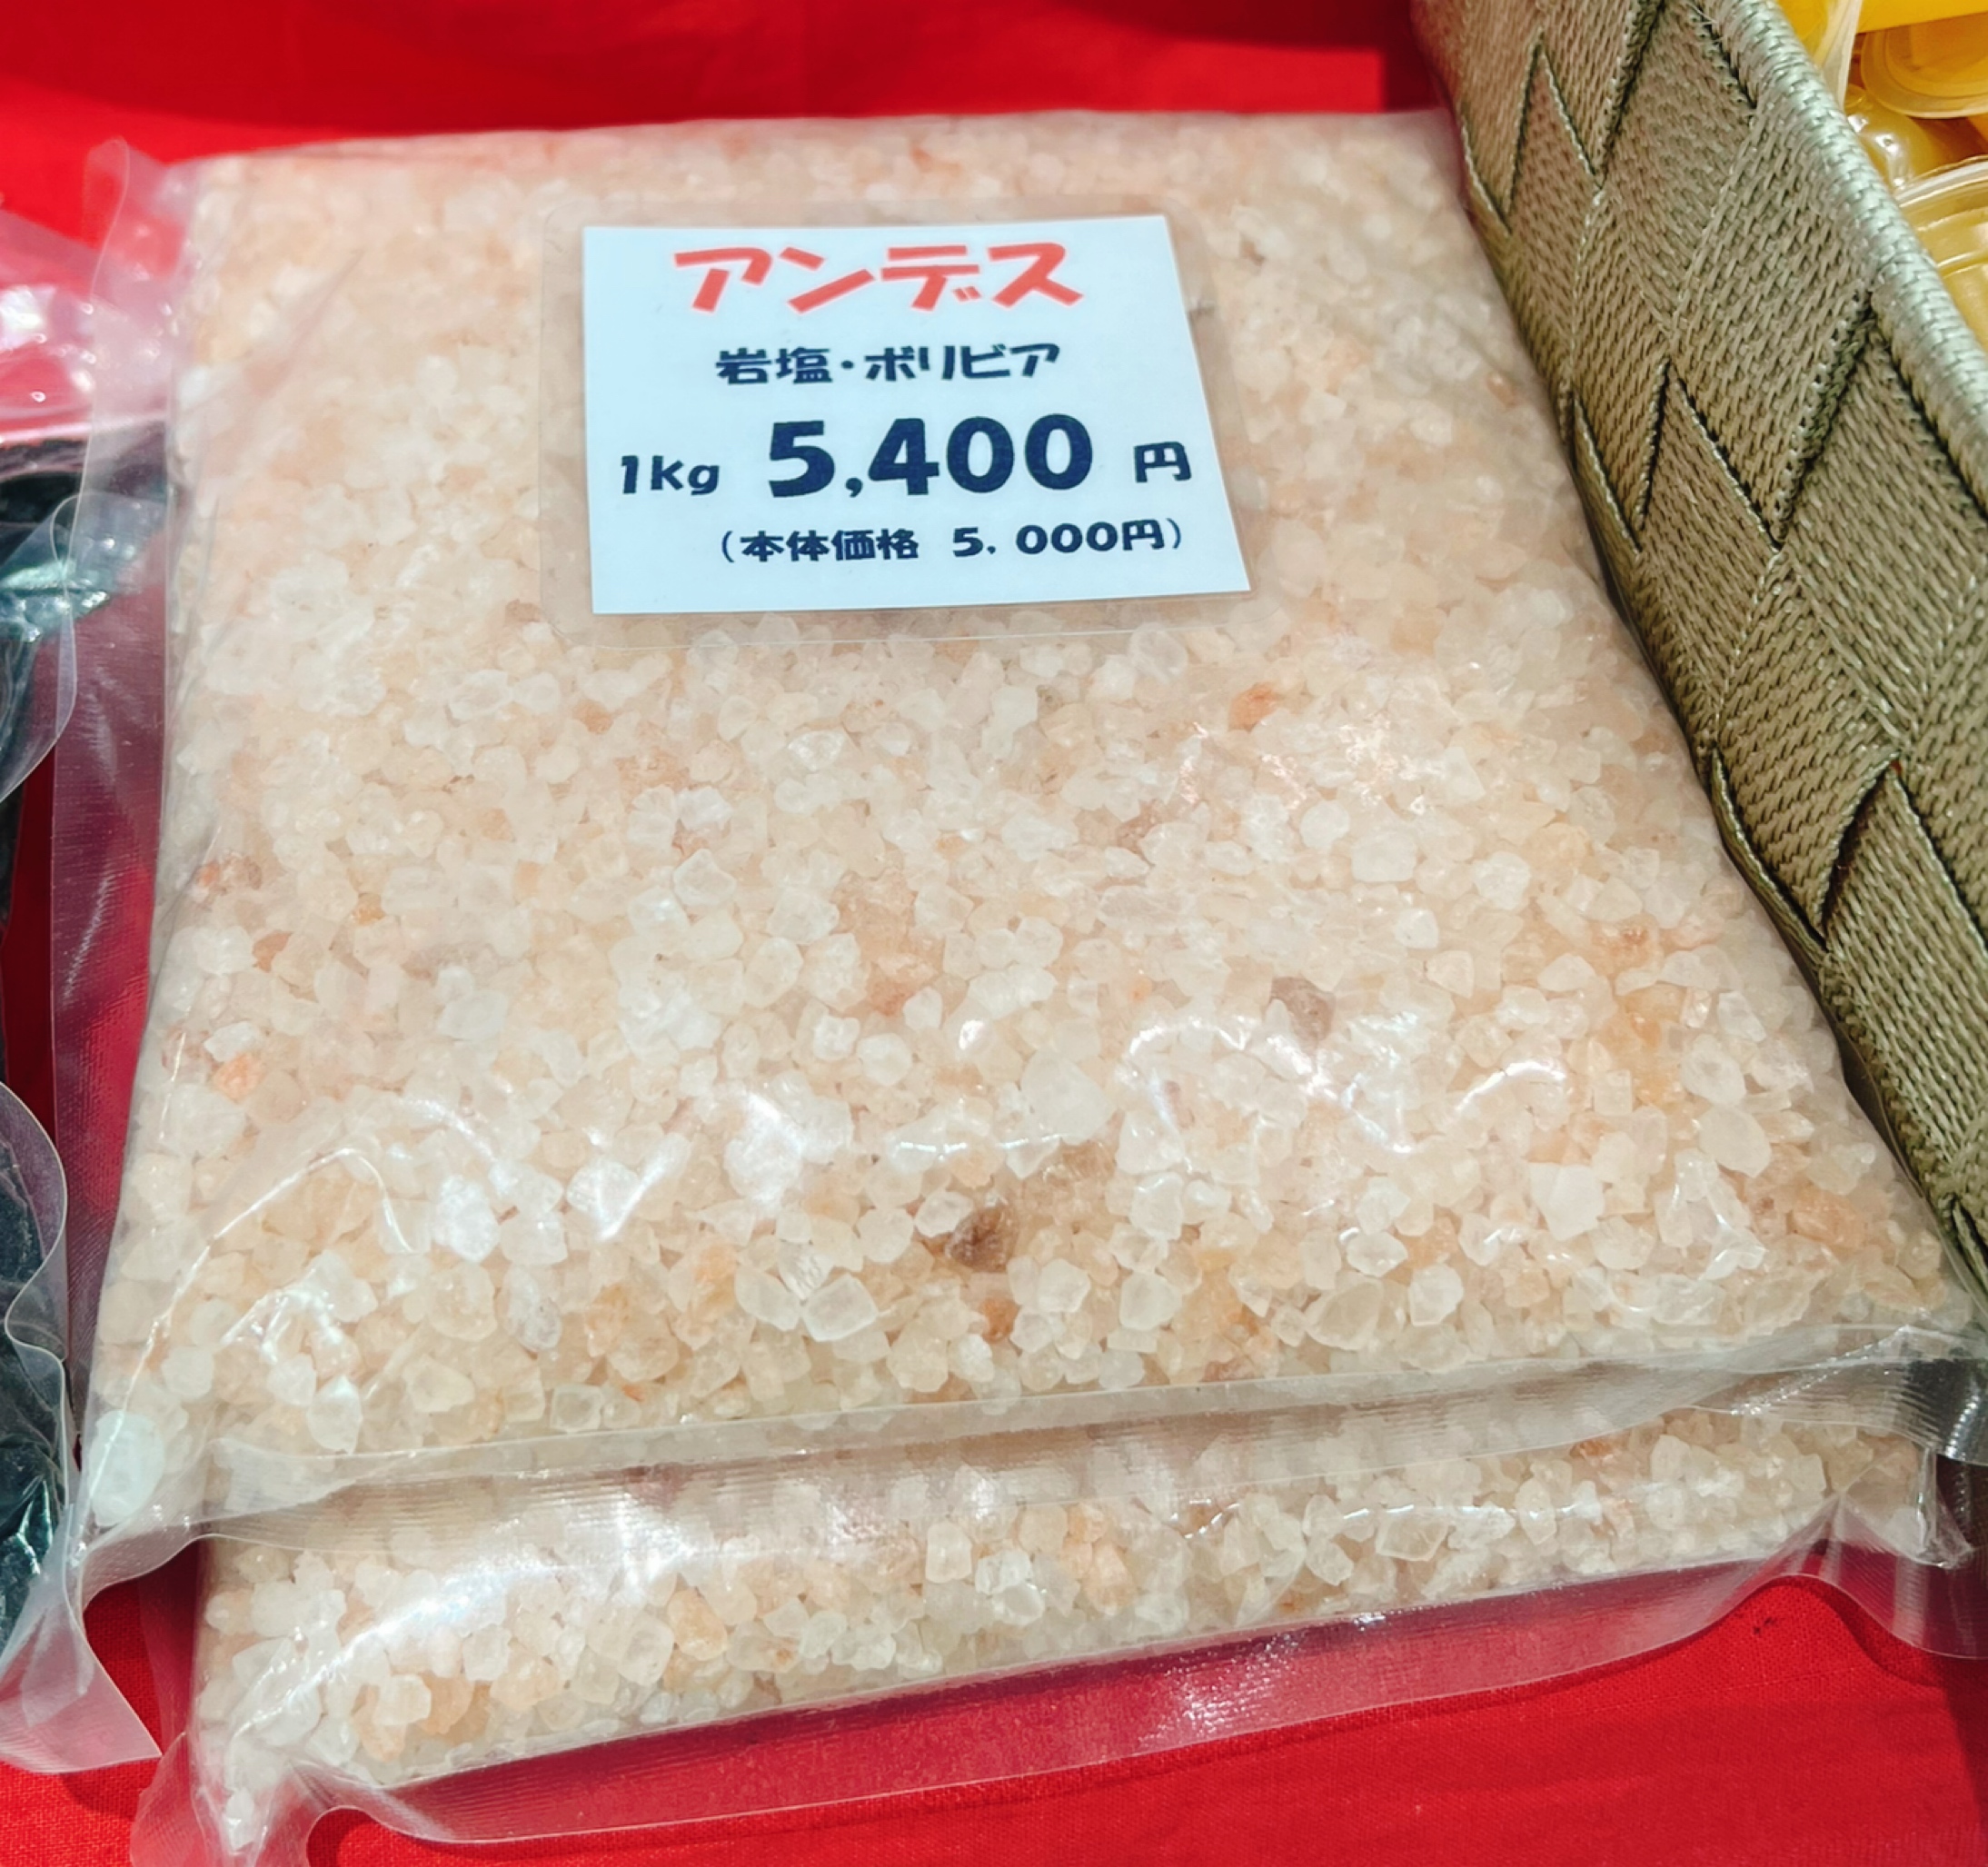 アンデス
岩塩・ボリビア
1kg 5,400 円
（本体価格 5，000円）